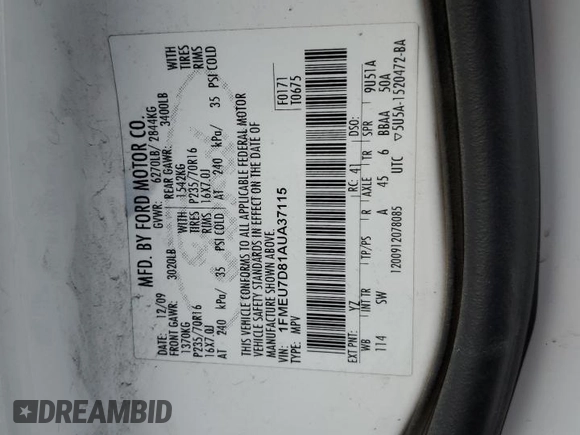 MFD. BY FORD MOTOR CO.
DATE: 12/09 GVWR: 6270LB/ 2844KG
FRONT GAWR: 3020LB REAR GAWR: 3400LB
1370KG WITH 1542KG WITH
P235/70R16 TIRES P235/70R16 TIRES
16X7.0J RIMS 16X7.0J RIMS
AT 240 kPa/ 35 PSI COLD AT 240 kPa/ 35 PSI COLD
THIS VEHICLE CONFORMS TO ALL APPLICABLE FEDERAL MOTOR
VEHICLE SAFETY STANDARDS IN EFFECT ON THE DATE OF
MANUFACTURE SHOWN ABOVE.
VIN: 1FMEU7D81AUA37115
TYPE: MPV
F0171
T0675
EXT PNT: YZ RC: 41 DSO:
WB INT TR TP/PS R AXLE TR SPR 9U51A
114 SW A 45 6 BBAA 50A
1200912078085 UTC ▽5U5A-1520472-BA
DREAMBID